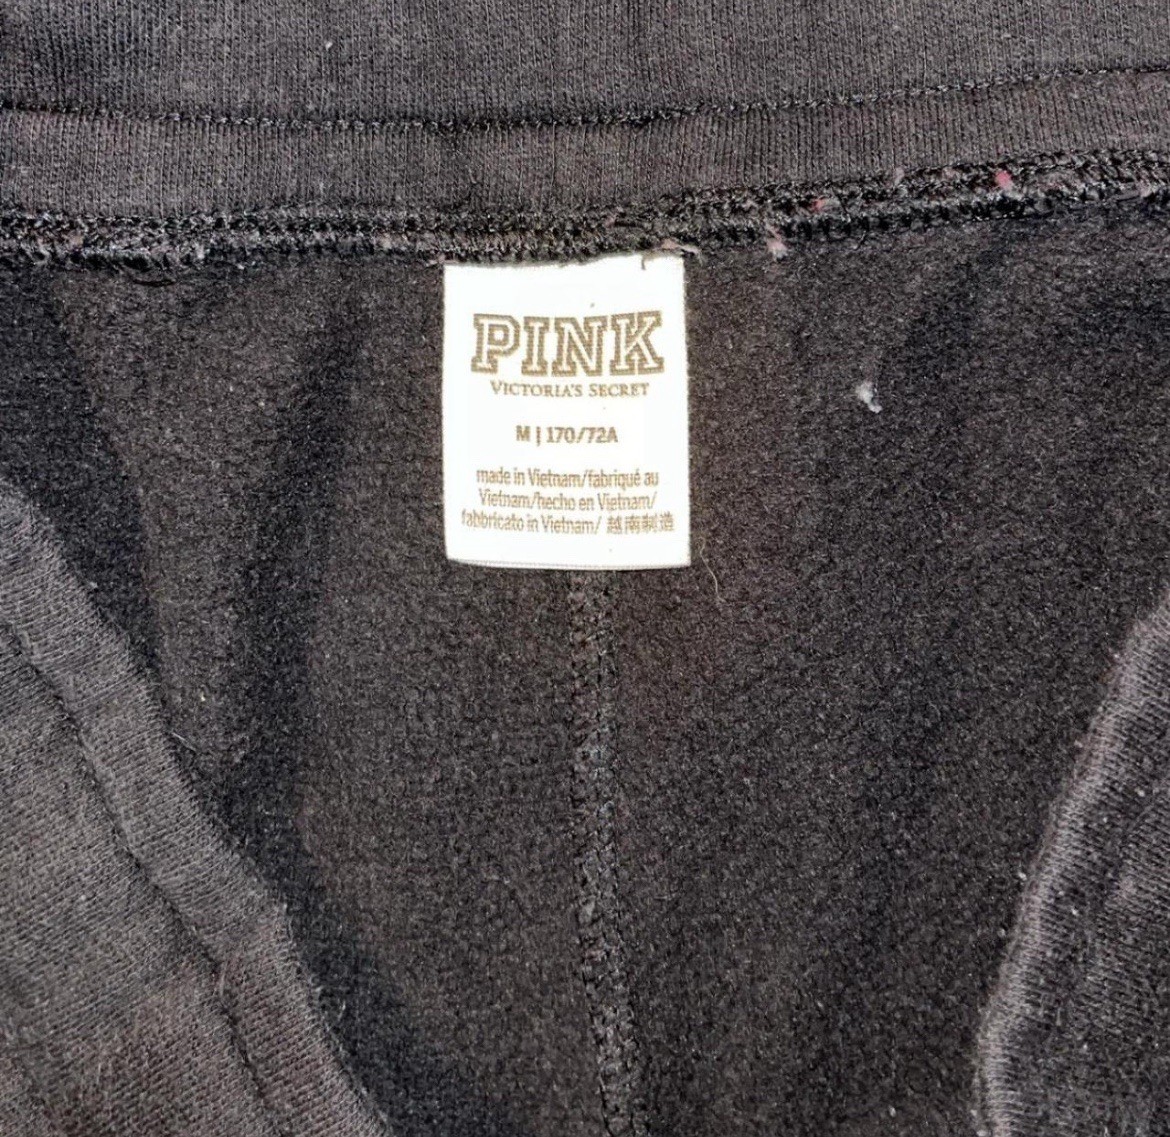 PINK
VICTORIA'S SECRET
M | 170/72A
made in Vietnam/fabriqué au
Vietnam/hecho en Vietnam/
fabbricato in Vietnam/ 越南制造